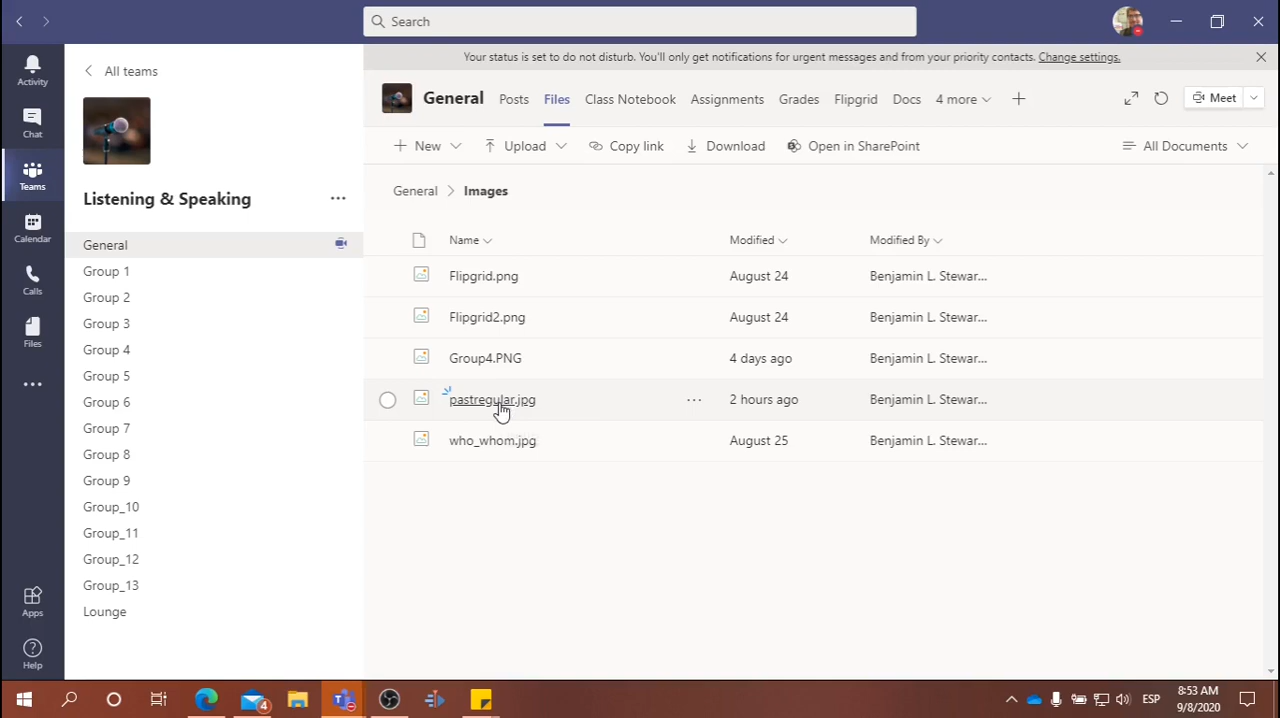 Search
Your status is set to do not disturb. You'll only get notifications for urgent messages and from your priority contacts. Change settings.
Activity
Chat
Teams
Calendar
Calls
Files
Apps
Help
All teams
Listening & Speaking
General
Group 1
Group 2
Group 3
Group 4
Group 5
Group 6
Group 7
Group 8
Group 9
Group_10
Group_11
Group_12
Group_13
Lounge
General Posts Files Class Notebook Assignments Grades Flipgrid Docs 4 more Meet
New Upload Copy link Download Open in SharePoint All Documents
General > Images
Name Modified Modified By
Flipgrid.png August 24 Benjamin L. Stewar...
Flipgrid2.png August 24 Benjamin L. Stewar...
Group4.PNG 4 days ago Benjamin L. Stewar...
pastregular.jpg ... 2 hours ago Benjamin L. Stewar...
who_whom.jpg August 25 Benjamin L. Stewar...
4
ESP
8:53 AM
9/8/2020